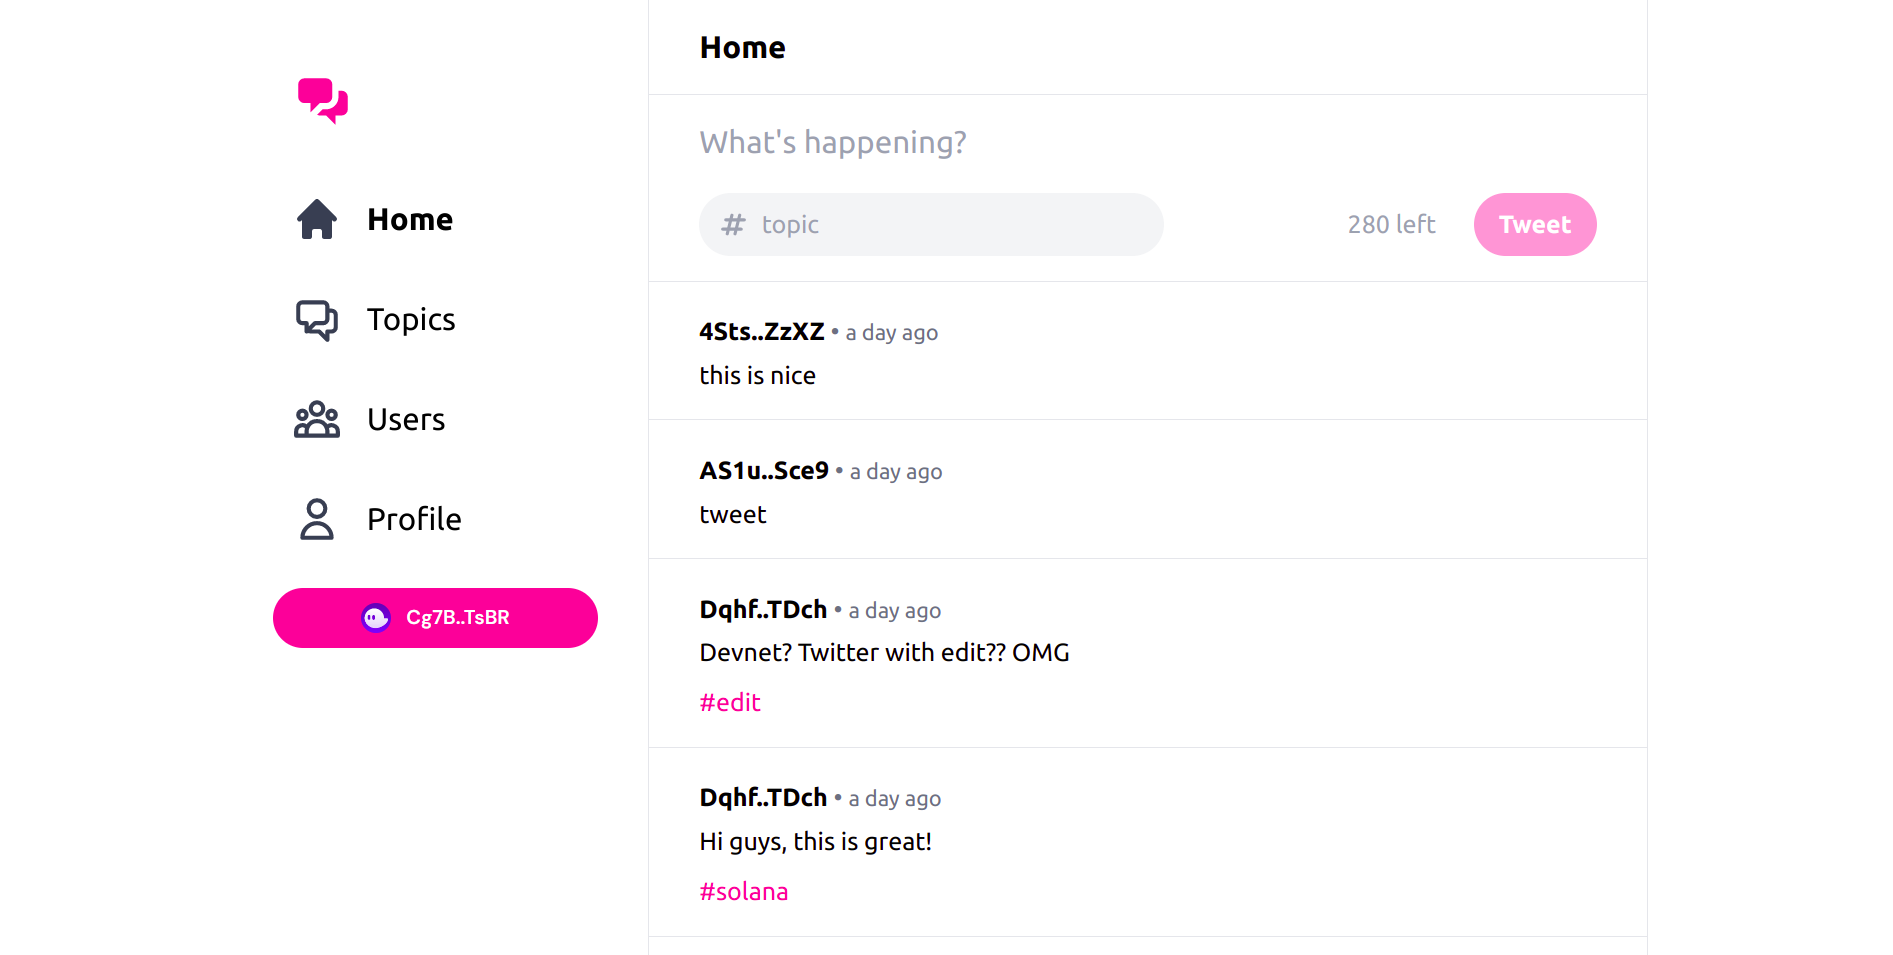 Home
Topics
Users
Profile
Cg7B..TsBR
Home
What's happening?
# topic
280 left
Tweet
4Sts..ZzXZ • a day ago
this is nice
AS1u..Sce9 • a day ago
tweet
Dqhf..TDch • a day ago
Devnet? Twitter with edit?? OMG
#edit
Dqhf..TDch • a day ago
Hi guys, this is great!
#solana